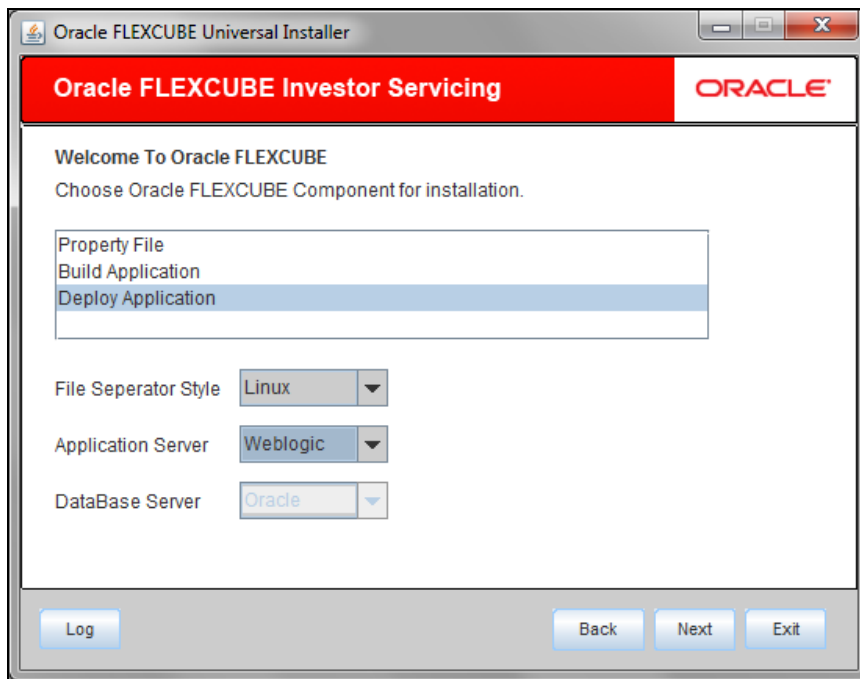 Oracle FLEXCUBE Universal Installer
Oracle FLEXCUBE Investor Servicing
ORACLE
Welcome To Oracle FLEXCUBE
Choose Oracle FLEXCUBE Component for installation.
Property File
Build Application
Deploy Application
File Seperator Style Linux
Application Server Weblogic
DataBase Server Oracle
Log Back Next Exit